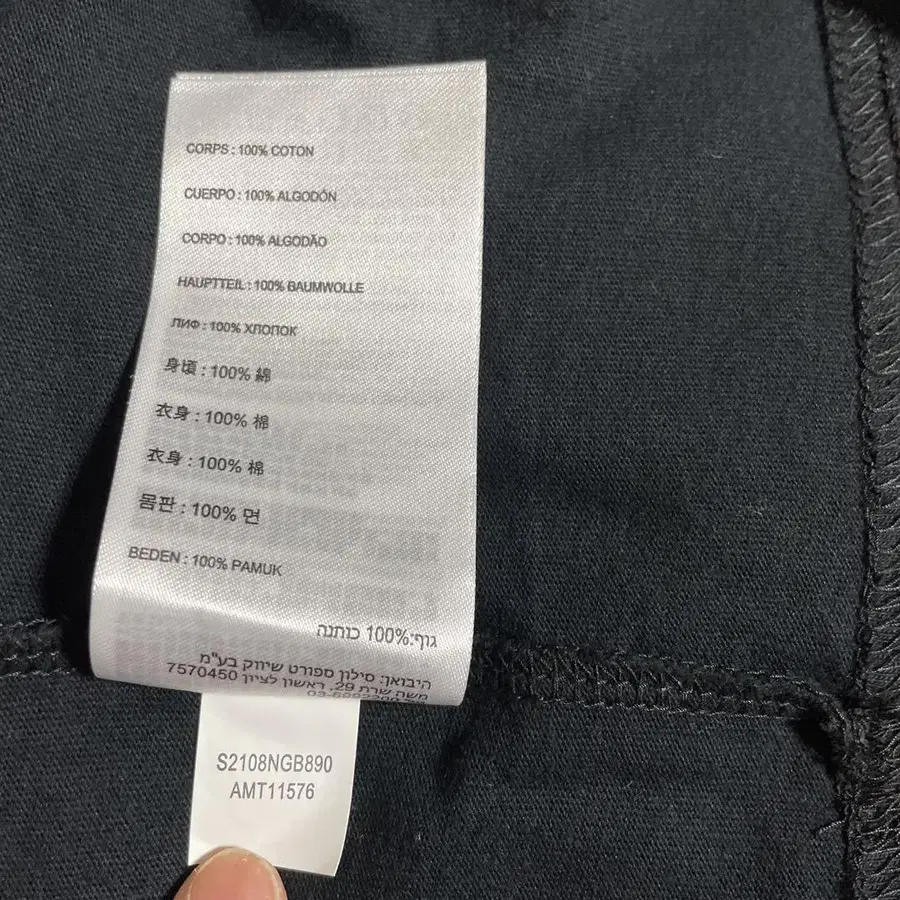 CORPS : 100% COTON
CUERPO : 100% ALGODÓN
CORPO : 100% ALGODÃO
HAUPTTEIL : 100% BAUMWOLLE
ЛИФ : 100% ХЛОПОК
身頃 : 100% 綿
衣身 : 100% 棉
衣身 : 100% 棉
몸판 : 100% 면
BEDEN : 100% PAMUK
גוף:100% כותנה
היבואן: סילון ספורט שיווק בע"מ
משה שרת 29, ראשון לציון 7570450
S2108NGB890
AMT11576